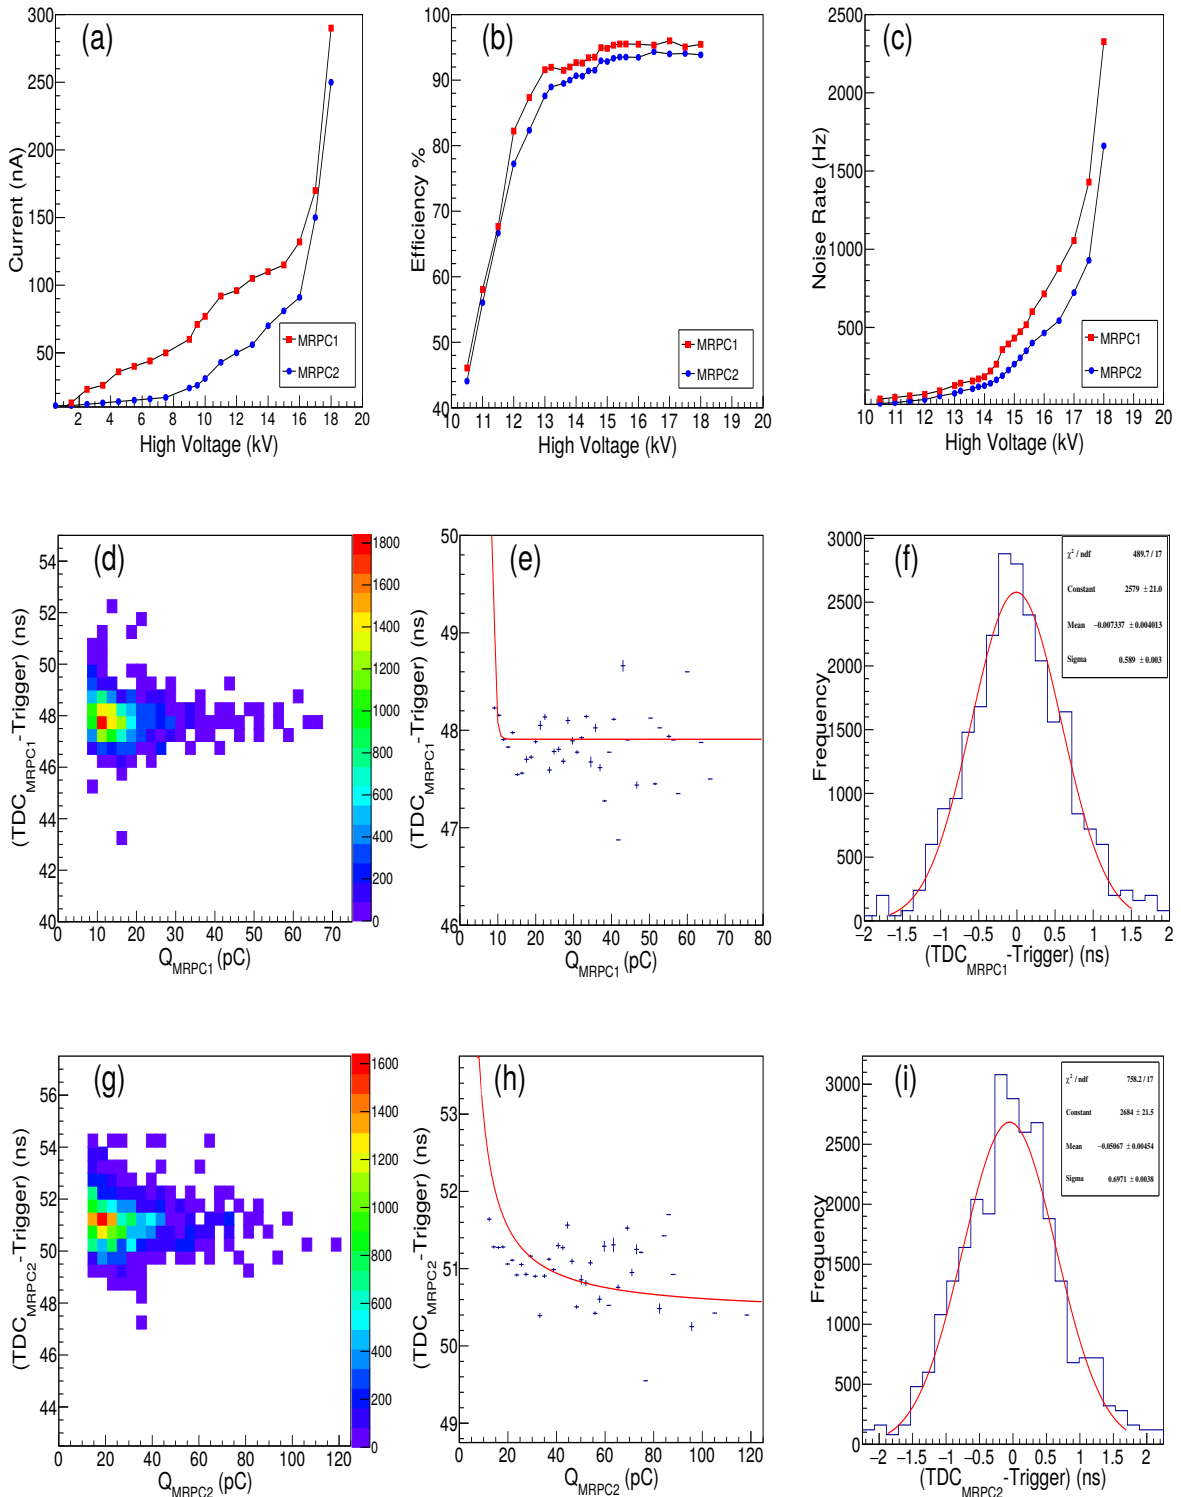 (a)
Current (nA)
300
250
200
150
100
50
MRPC1
MRPC2
2 4 6 8 10 12 14 16 18 20
High Voltage (kV)
(b)
Efficiency %
100
90
80
70
60
50
40
MRPC1
MRPC2
10 11 12 13 14 15 16 17 18 19 20
High Voltage (kV)
(c)
Noise Rate (Hz)
2500
2000
1500
1000
500
MRPC1
MRPC2
10 11 12 13 14 15 16 17 18 19 20
High Voltage (kV)
(d)
(TDC_MRPC1-Trigger) (ns)
54
52
50
48
46
44
42
40
0 10 20 30 40 50 60 70
Q_MRPC1 (pC)
1800
1600
1400
1200
1000
800
600
400
200
0
(e)
(TDC_MRPC1-Trigger) (ns)
50
49
48
47
46
0 10 20 30 40 50 60 70 80
Q_MRPC1 (pC)
(f)
Frequency
3000
2500
2000
1500
1000
500
0
χ² / ndf 489.7 / 17
Constant 2579 ± 21.0
Mean −0.007337 ± 0.004013
Sigma 0.589 ± 0.003
−2 −1.5 −1 −0.5 0 0.5 1 1.5 2
(TDC_MRPC1-Trigger) (ns)
(g)
(TDC_MRPC2-Trigger) (ns)
56
54
52
50
48
46
44
0 20 40 60 80 100 120
Q_MRPC2 (pC)
1600
1400
1200
1000
800
600
400
200
0
(h)
(TDC_MRPC2-Trigger) (ns)
53
52
51
50
49
0 20 40 60 80 100 120
Q_MRPC2 (pC)
(i)
Frequency
3000
2500
2000
1500
1000
500
0
χ² / ndf 758.2 / 17
Constant 2684 ± 21.5
Mean −0.05067 ± 0.00454
Sigma 0.6971 ± 0.0038
−2 −1.5 −1 −0.5 0 0.5 1 1.5 2
(TDC_MRPC2-Trigger) (ns)